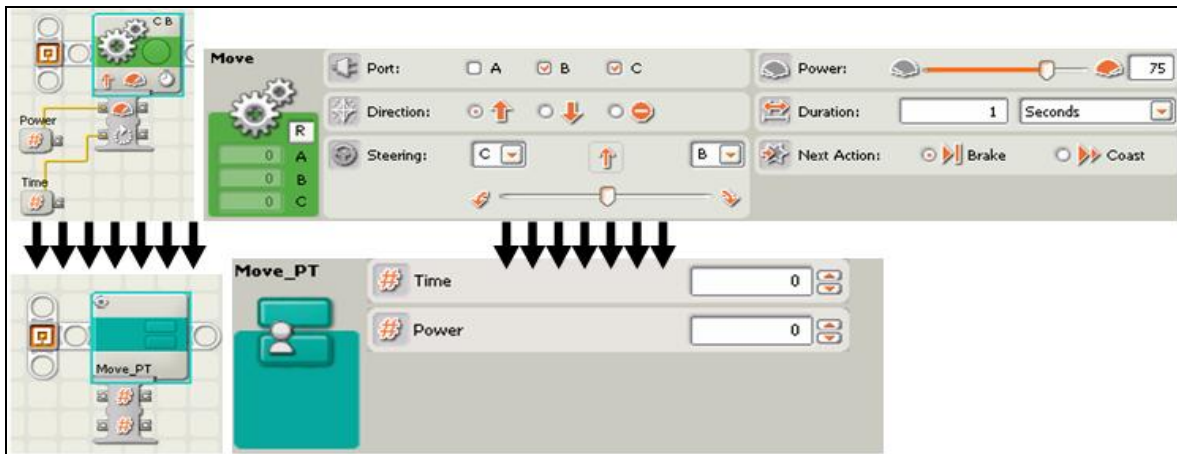 C B
Power
Time
Move
R
0 A
0 B
0 C
Port: A B C
Direction:
Steering: C B
Power: 75
Duration: 1 Seconds
Next Action: Brake Coast
Move_PT
Move_PT
Time 0
Power 0